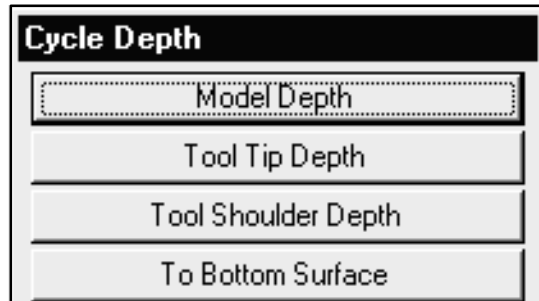 Cycle Depth
Model Depth
Tool Tip Depth
Tool Shoulder Depth
To Bottom Surface